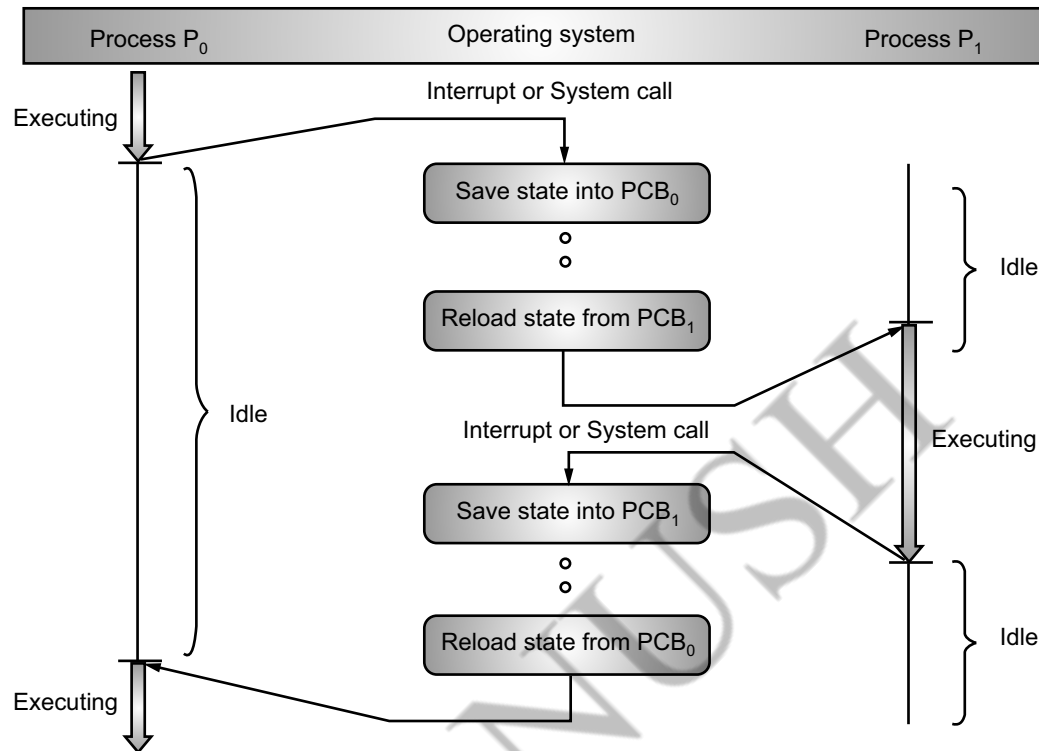 Process P₀ Operating system Process P₁
Interrupt or System call
Executing
Save state into PCB₀
Idle
Reload state from PCB₁
Idle
Interrupt or System call
Executing
Save state into PCB₁
Reload state from PCB₀
Idle
Executing
NUSH